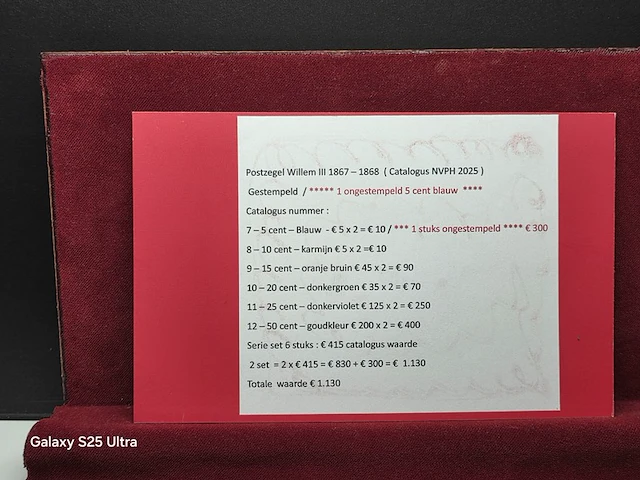 Postzegel Willem III 1867 – 1868 ( Catalogus NVPH 2025 )
Gestempeld / ***** 1 ongestempeld 5 cent blauw ****
Catalogus nummer :
7 – 5 cent – Blauw - € 5 x 2 = € 10 / *** 1 stuks ongestempeld **** € 300
8 – 10 cent – karmijn € 5 x 2 =€ 10
9 – 15 cent – oranje bruin € 45 x 2 = € 90
10 – 20 cent – donkergroen € 35 x 2 = € 70
11 – 25 cent – donkerviolet € 125 x 2 = € 250
12 – 50 cent – goudkleur € 200 x 2 = € 400
Serie set 6 stuks : € 415 catalogus waarde
2 set = 2 x € 415 = € 830 + € 300 = € 1.130
Totale waarde € 1.130
Galaxy S25 Ultra